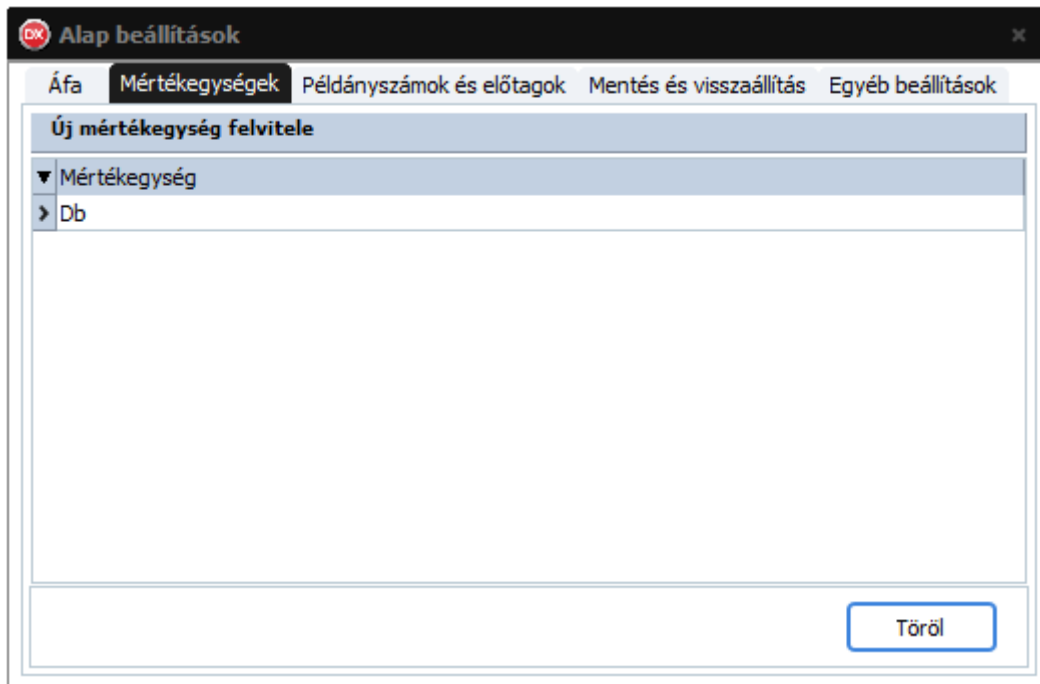 DX Alap beállítások
Áfa Mértékegységek Példányszámok és előtagok Mentés és visszaállítás Egyéb beállítások
Új mértékegység felvitele
Mértékegység
Db
Töröl